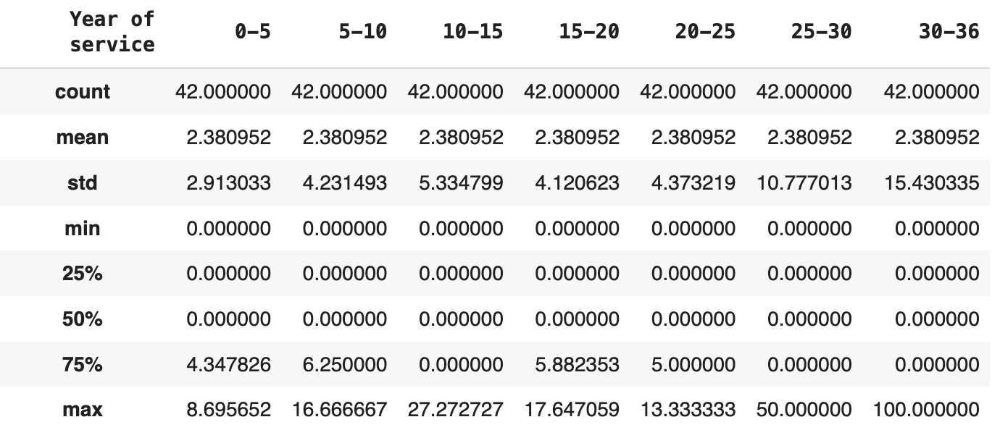 Year of service 0-5 5-10 10-15 15-20 20-25 25-30 30-36
count 42.000000 42.000000 42.000000 42.000000 42.000000 42.000000 42.000000
mean 2.380952 2.380952 2.380952 2.380952 2.380952 2.380952 2.380952
std 2.913033 4.231493 5.334799 4.120623 4.373219 10.777013 15.430335
min 0.000000 0.000000 0.000000 0.000000 0.000000 0.000000 0.000000
25% 0.000000 0.000000 0.000000 0.000000 0.000000 0.000000 0.000000
50% 0.000000 0.000000 0.000000 0.000000 0.000000 0.000000 0.000000
75% 4.347826 6.250000 0.000000 5.882353 5.000000 0.000000 0.000000
max 8.695652 16.666667 27.272727 17.647059 13.333333 50.000000 100.000000